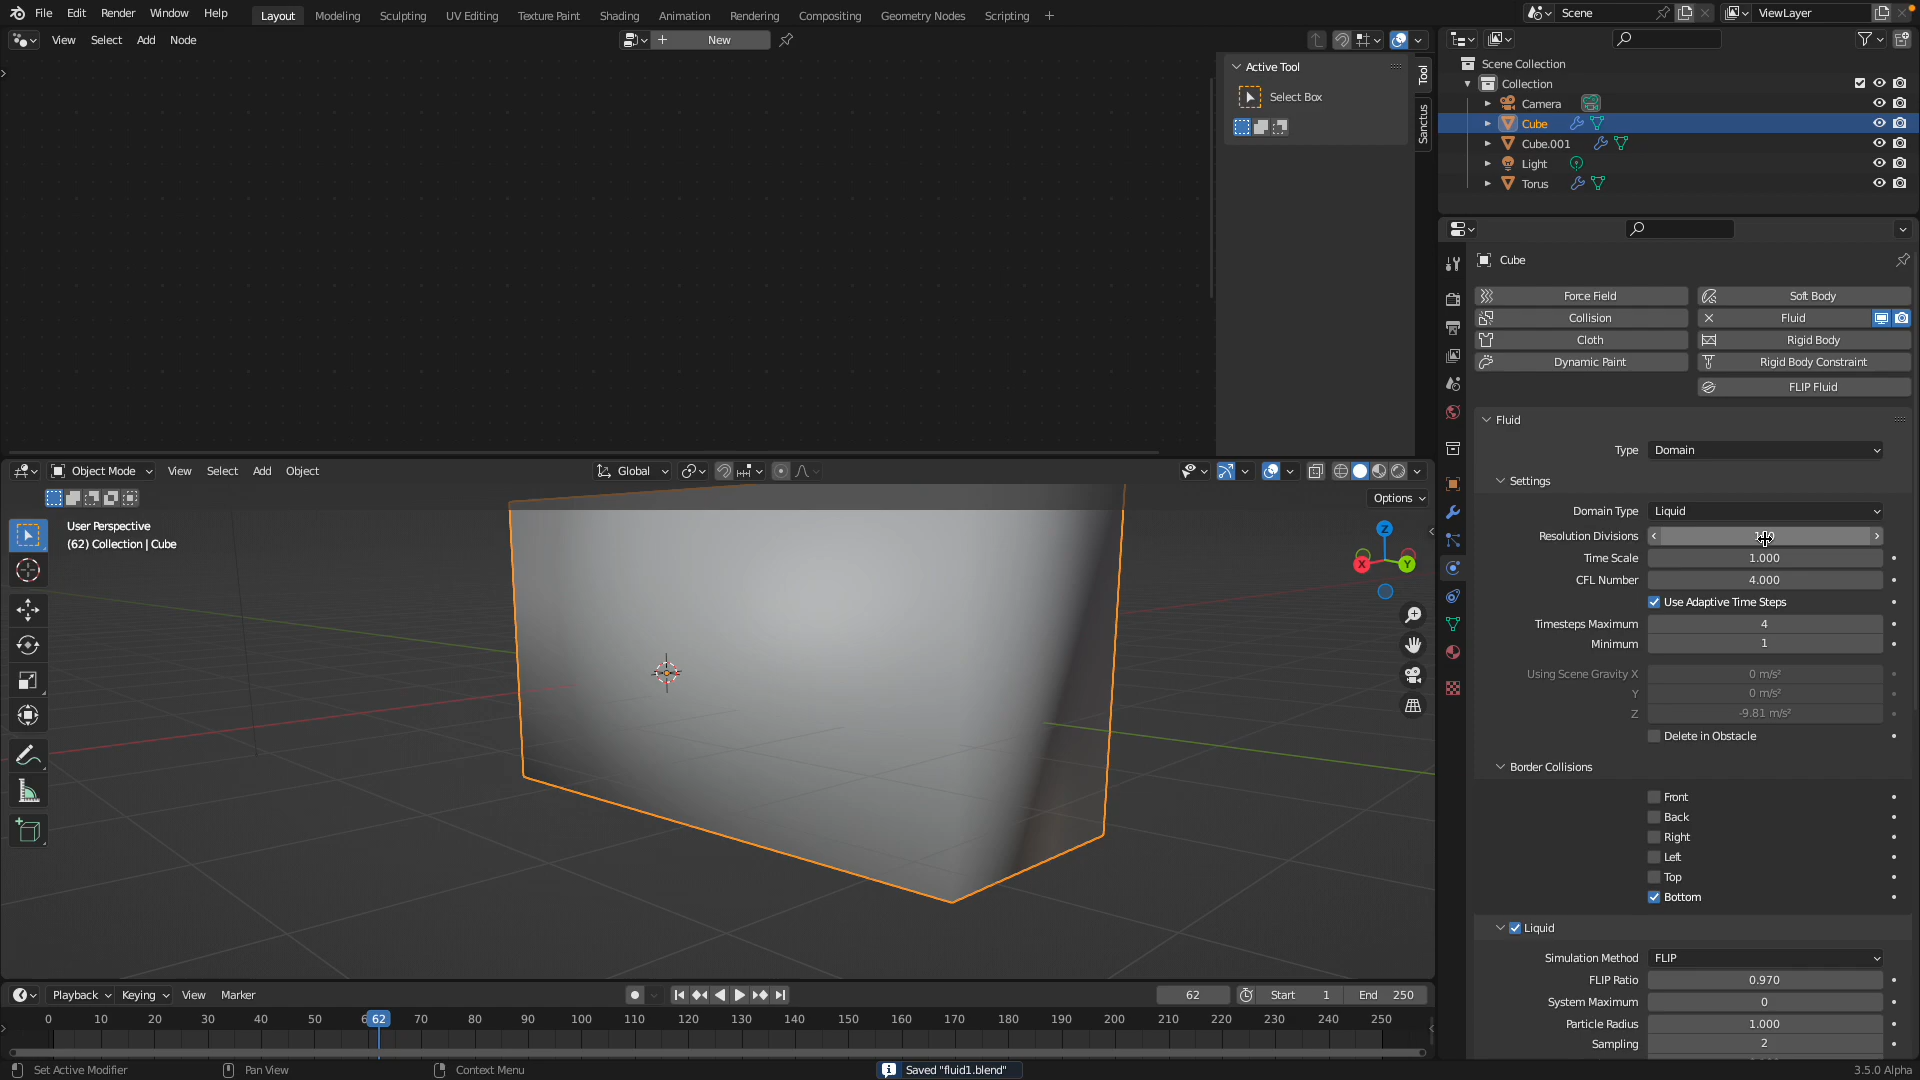 File Edit Render Window Help Layout Modeling Sculpting UV Editing Texture Paint Shading Animation Rendering Compositing Geometry Nodes Scripting Scene ViewLayer
View Select Add Node New
Active Tool
Select Box
Tool
Sanctus
Scene Collection
Collection
Camera
Cube
Cube.001
Light
Torus
Cube
Force Field Soft Body
Collision Fluid
Cloth Rigid Body
Dynamic Paint Rigid Body Constraint
FLIP Fluid
Fluid
Type Domain
Settings
Domain Type Liquid
Resolution Divisions
Time Scale 1.000
CFL Number 4.000
Use Adaptive Time Steps
Timesteps Maximum 4
Minimum 1
Using Scene Gravity X 0 m/s²
Y 0 m/s²
Z -9.81 m/s²
Delete in Obstacle
Border Collisions
Front
Back
Right
Left
Top
Bottom
Liquid
Simulation Method FLIP
FLIP Ratio 0.970
System Maximum 0
Particle Radius 1.000
Sampling 2
Object Mode View Select Add Object Global
Options
User Perspective
(62) Collection | Cube
Z
X Y
Playback Keying View Marker 62 Start 1 End 250
0 10 20 30 40 50 62 70 80 90 100 110 120 130 140 150 160 170 180 190 200 210 220 230 240 250
Set Active Modifier Pan View Context Menu Saved "fluid1.blend" 3.5.0 Alpha